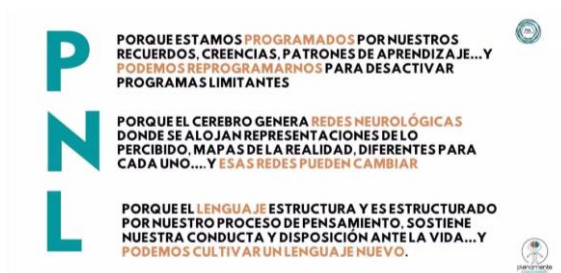 P
PORQUE ESTAMOS PROGRAMADOS POR NUESTROS
RECUERDOS, CREENCIAS, PATRONES DE APRENDIZAJE...Y
PODEMOS REPROGRAMARNOS PARA DESACTIVAR
PROGRAMAS LIMITANTES
N
PORQUE EL CEREBRO GENERA REDES NEUROLÓGICAS
DONDE SE ALOJAN REPRESENTACIONES DE LO
PERCIBIDO, MAPAS DE LA REALIDAD, DIFERENTES PARA
CADA UNO....Y ESAS REDES PUEDEN CAMBIAR
L
PORQUE EL LENGUAJE ESTRUCTURA Y ES ESTRUCTURADO
POR NUESTRO PROCESO DE PENSAMIENTO, SOSTIENE
NUESTRA CONDUCTA Y DISPOSICIÓN ANTE LA VIDA...Y
PODEMOS CULTIVAR UN LENGUAJE NUEVO.
plenamente